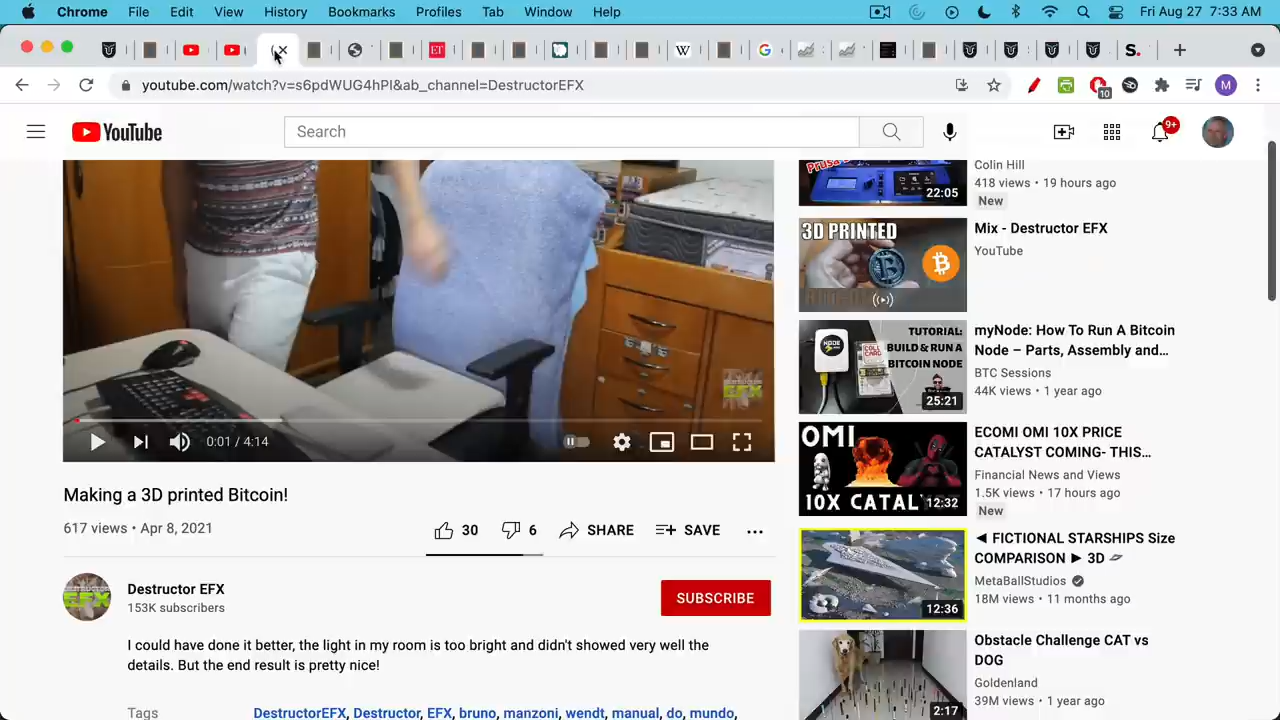 Chrome File Edit View History Bookmarks Profiles Tab Window Help Fri Aug 27 7:33 AM
ET W G S.
youtube.com/watch?v=s6pdWUG4hPI&ab_channel=DestructorEFX 10 M
YouTube Search 9+
Colin Hill
418 views • 19 hours ago
22:05
New
3D PRINTED
Mix - Destructor EFX
YouTube
TUTORIAL:
BUILD & RUN A
BITCOIN NODE
25:21
myNode: How To Run A Bitcoin
Node – Parts, Assembly and...
BTC Sessions
44K views • 1 year ago
OMI
10X CATAL
12:32
ECOMI OMI 10X PRICE
CATALYST COMING- THIS...
Financial News and Views
1.5K views • 17 hours ago
New
12:36
◄ FICTIONAL STARSHIPS Size
COMPARISON ► 3D
MetaBallStudios
18M views • 11 months ago
2:17
Obstacle Challenge CAT vs
DOG
Goldenland
39M views • 1 year ago
0:01 / 4:14
Making a 3D printed Bitcoin!
617 views • Apr 8, 2021
30 6 SHARE SAVE
Destructor EFX
153K subscribers
SUBSCRIBE
I could have done it better, the light in my room is too bright and didn't showed very well the
details. But the end result is pretty nice!
Tags DestructorEFX, Destructor, EFX, bruno, manzoni, wendt, manual, do, mundo,